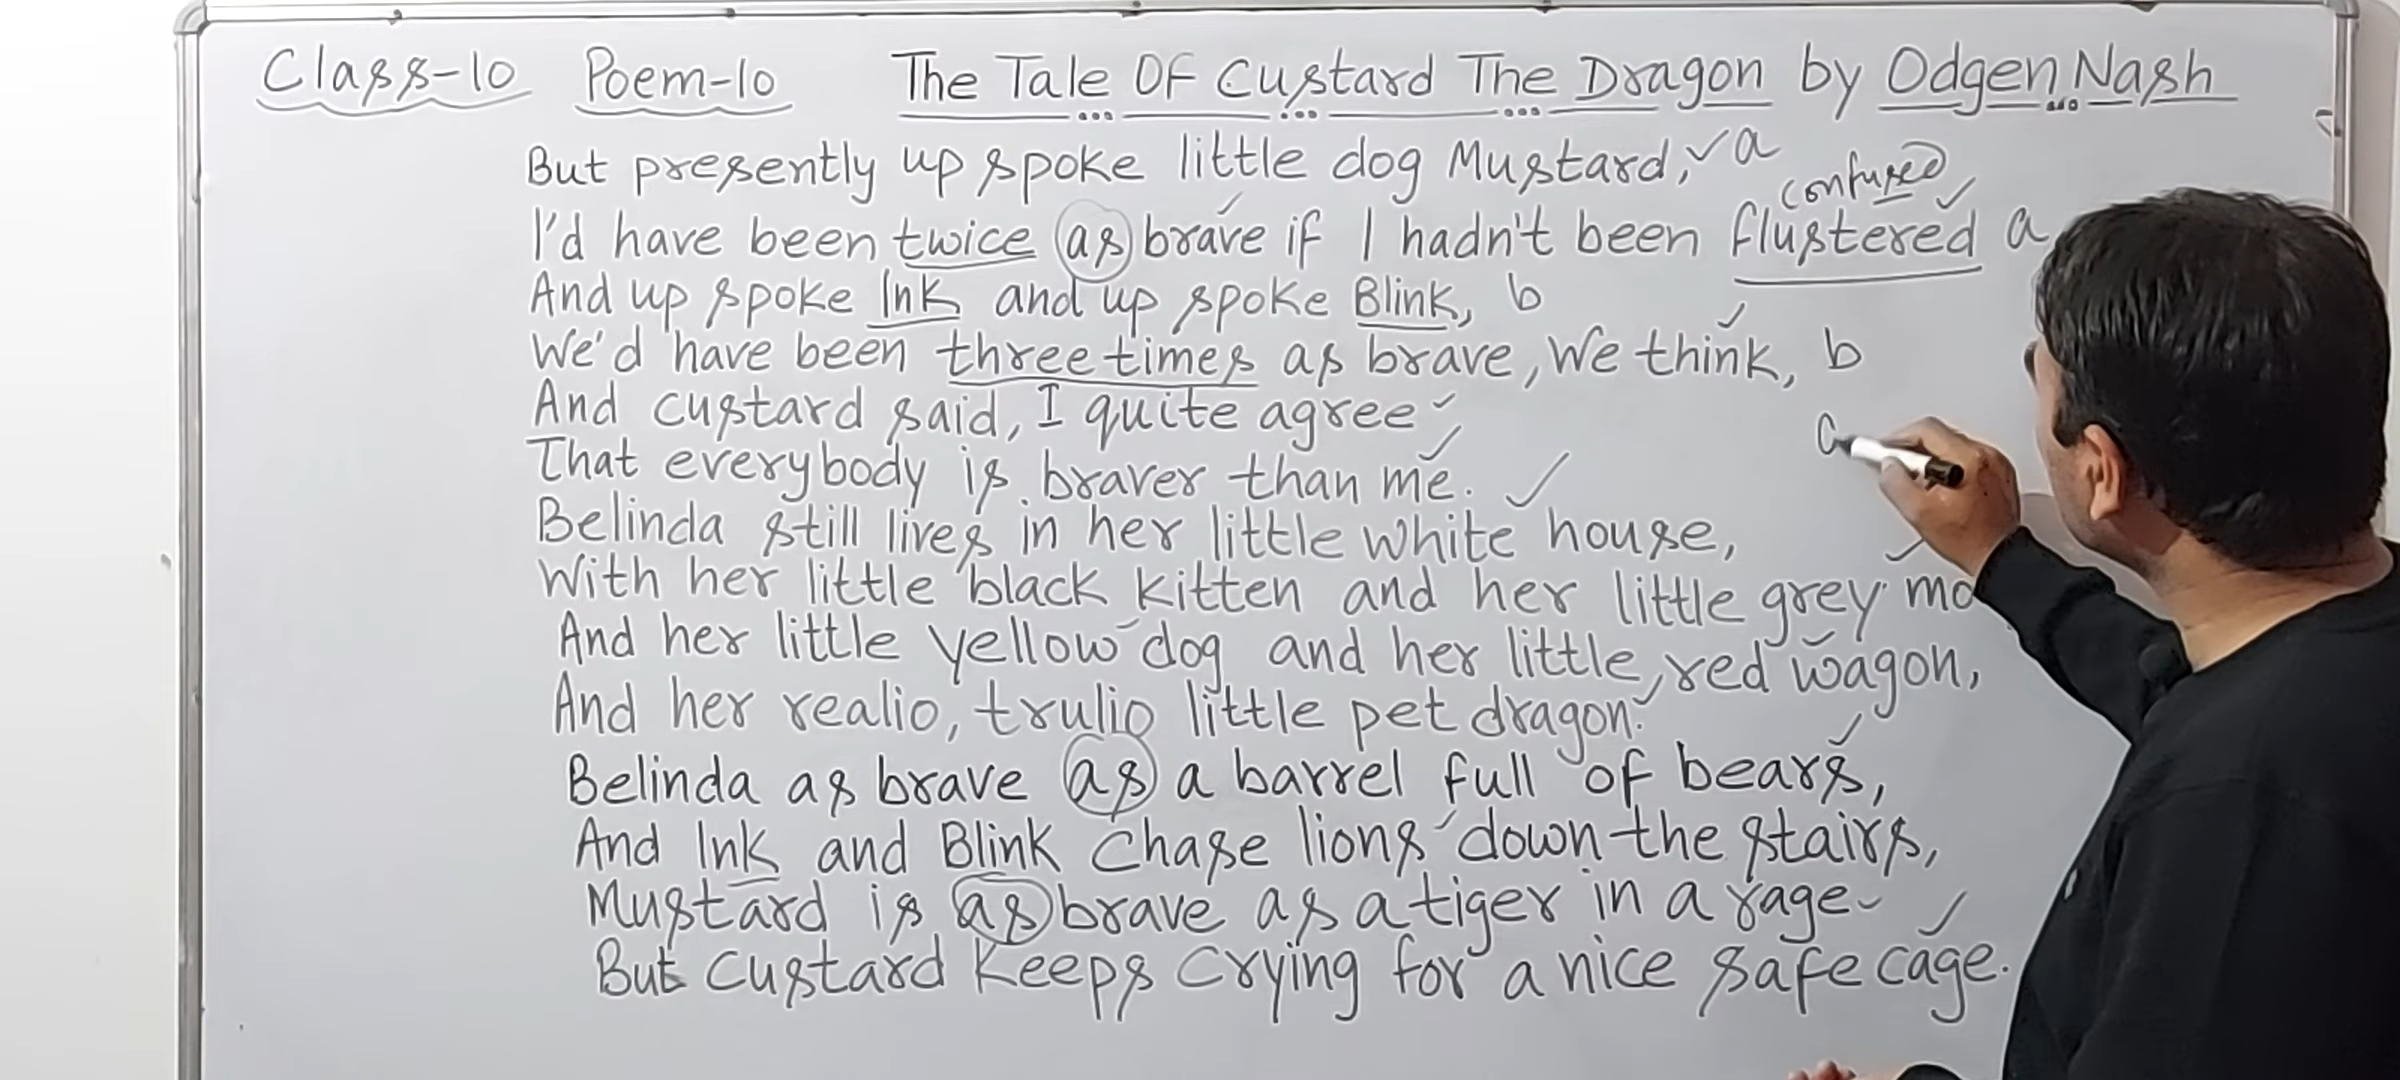 Class-10 Poem-10 The Tale OF Custard The Dragon by Odgen Nash
But presently up spoke little dog Mustard, a
confused
I'd have been twice as brave if I hadn't been flustered a
And up spoke Ink and up spoke Blink, b
We'd have been three times as brave, We think, b
And custard said, I quite agree
That everybody is braver than me.
Belinda still lives in her little white house,
With her little black kitten and her little grey
And her little yellow dog and her little red wagon,
And her realio, trulio little pet dragon.
Belinda as brave as a barrel full of bears,
And Ink and Blink Chase lions down the stairs,
Mustard is as brave as a tiger in a rage
But Custard Keeps Crying for a nice safe cage.